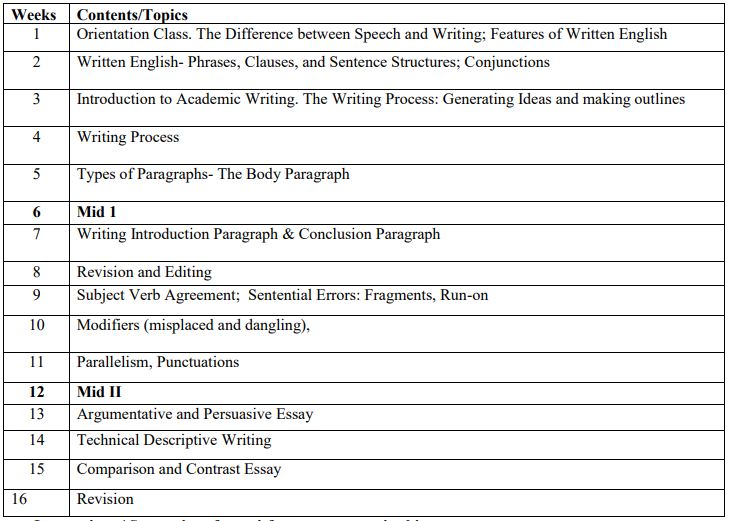 Weeks Contents/Topics
1 Orientation Class. The Difference between Speech and Writing; Features of Written English
2 Written English- Phrases, Clauses, and Sentence Structures; Conjunctions
3 Introduction to Academic Writing. The Writing Process: Generating Ideas and making outlines
4 Writing Process
5 Types of Paragraphs- The Body Paragraph
6 Mid 1
7 Writing Introduction Paragraph & Conclusion Paragraph
8 Revision and Editing
9 Subject Verb Agreement; Sentential Errors: Fragments, Run-on
10 Modifiers (misplaced and dangling),
11 Parallelism, Punctuations
12 Mid II
13 Argumentative and Persuasive Essay
14 Technical Descriptive Writing
15 Comparison and Contrast Essay
16 Revision